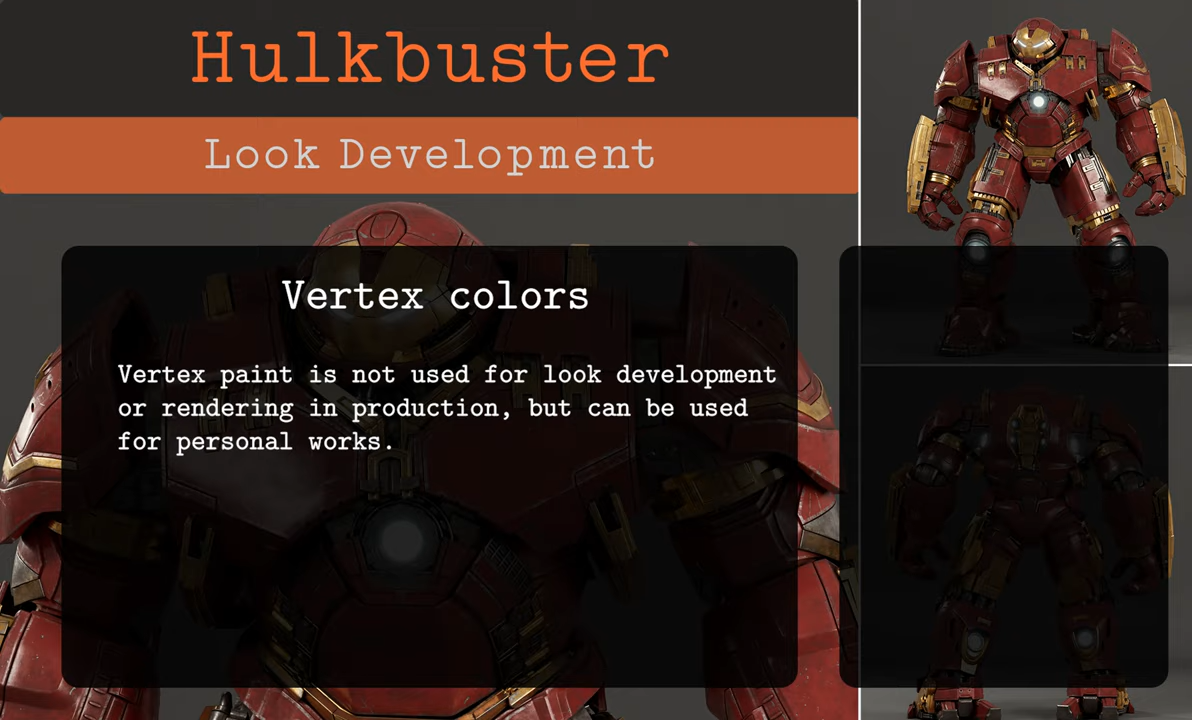 Hulkbuster
Look Development
Vertex colors
Vertex paint is not used for look development
or rendering in production, but can be used
for personal works.